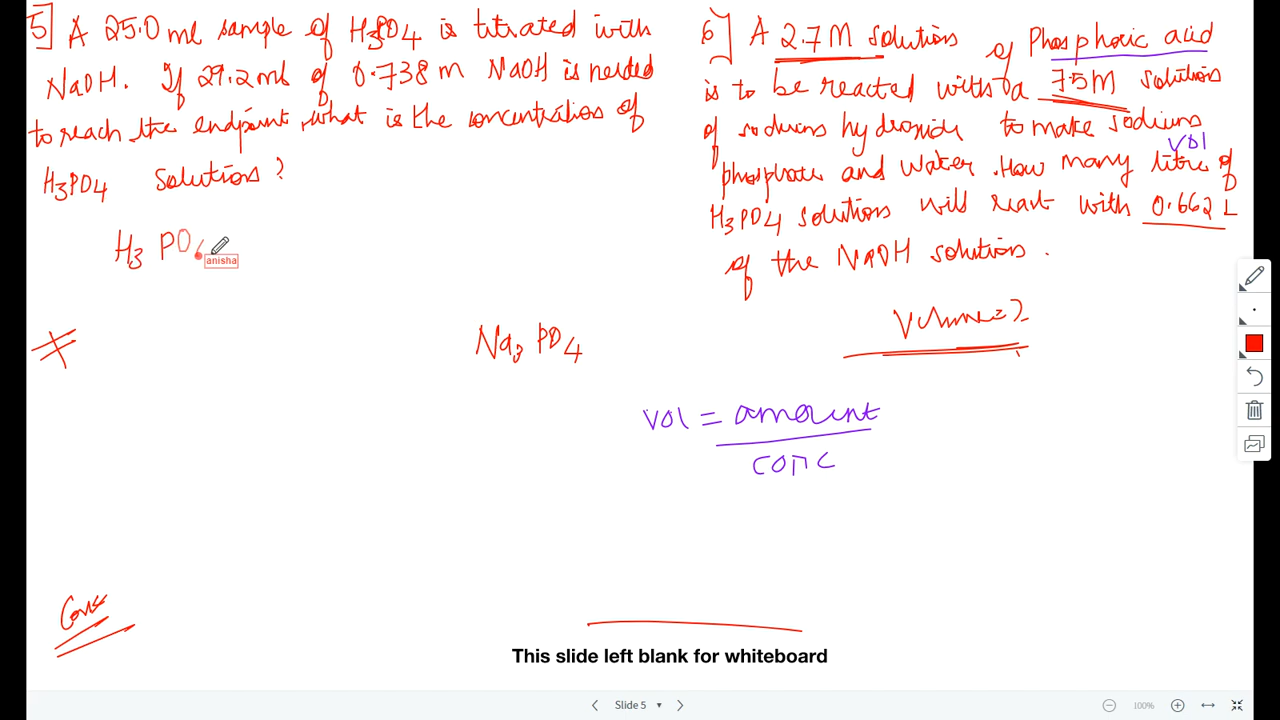 5] A 25.0 ml sample of H3PO4 is titrated with
NaOH. If 29.2ml of 0.738 m NaOH is needed
to reach the endpoint, what is the concentration of
H3PO4 solution?
H3 PO4
anisha
Na3 PO4
Conc
6] A 2.7M solution of Phosphoric acid
is to be reacted with a 7.5M solution
of sodium hydroxide to make sodium
vol
phosphate and water. How many litre of
H3PO4 solution will react with 0.662 L
of the NaOH solution.
Volume=?
vol = amount
conc
This slide left blank for whiteboard
Slide 5
100%